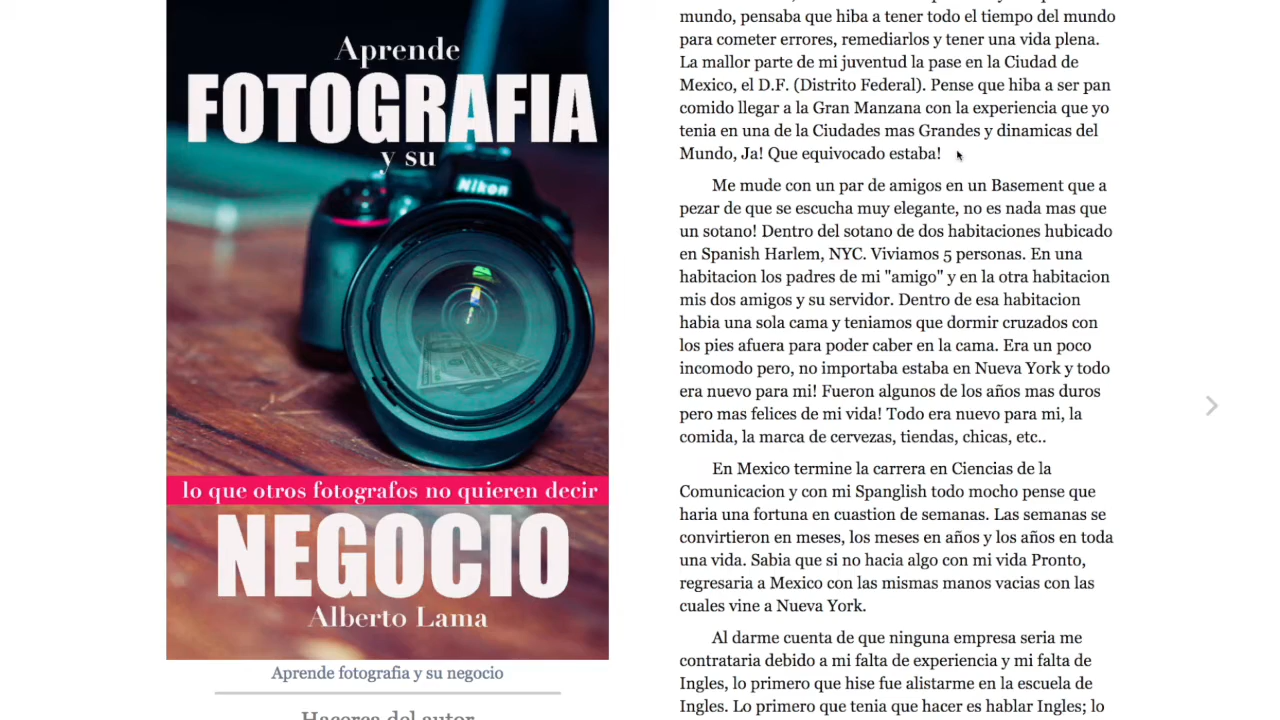 Aprende
FOTOGRAFIA
y su
Nikon
lo que otros fotografos no quieren decir
NEGOCIO
Alberto Lama
Aprende fotografia y su negocio
Hacerca del autor
mundo, pensaba que hiba a tener todo el tiempo del mundo
para cometer errores, remediarlos y tener una vida plena.
La mallor parte de mi juventud la pase en la Ciudad de
Mexico, el D.F. (Distrito Federal). Pense que hiba a ser pan
comido llegar a la Gran Manzana con la experiencia que yo
tenia en una de la Ciudades mas Grandes y dinamicas del
Mundo, Ja! Que equivocado estaba!
Me mude con un par de amigos en un Basement que a
pezar de que se escucha muy elegante, no es nada mas que
un sotano! Dentro del sotano de dos habitaciones hubicado
en Spanish Harlem, NYC. Viviamos 5 personas. En una
habitacion los padres de mi "amigo" y en la otra habitacion
mis dos amigos y su servidor. Dentro de esa habitacion
habia una sola cama y teniamos que dormir cruzados con
los pies afuera para poder caber en la cama. Era un poco
incomodo pero, no importaba estaba en Nueva York y todo
era nuevo para mi! Fueron algunos de los años mas duros
pero mas felices de mi vida! Todo era nuevo para mi, la
comida, la marca de cervezas, tiendas, chicas, etc..
En Mexico termine la carrera en Ciencias de la
Comunicacion y con mi Spanglish todo mocho pense que
haria una fortuna en cuastion de semanas. Las semanas se
convirtieron en meses, los meses en años y los años en toda
una vida. Sabia que si no hacia algo con mi vida Pronto,
regresaria a Mexico con las mismas manos vacias con las
cuales vine a Nueva York.
Al darme cuenta de que ninguna empresa seria me
contrataria debido a mi falta de experiencia y mi falta de
Ingles, lo primero que hise fue alistarme en la escuela de
Ingles. Lo primero que tenia que hacer es hablar Ingles; lo